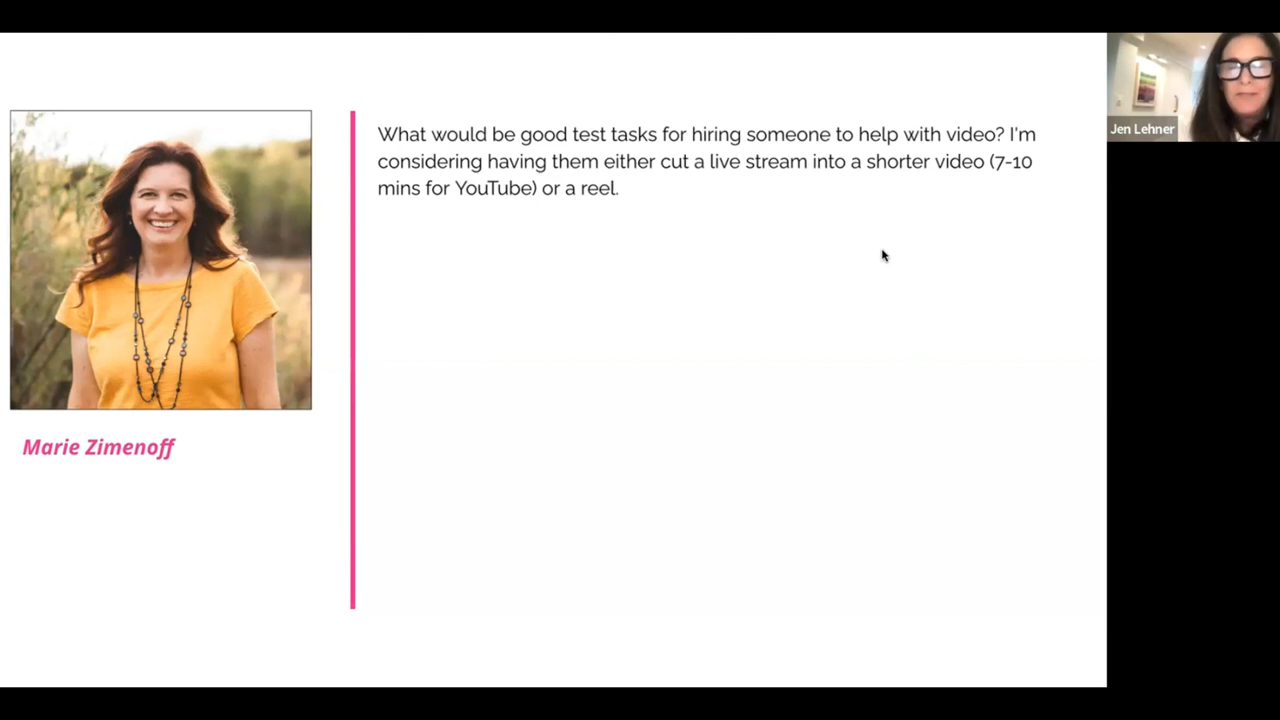 What would be good test tasks for hiring someone to help with video? I'm
considering having them either cut a live stream into a shorter video (7-10
mins for YouTube) or a reel.
Marie Zimenoff
Jen Lehner